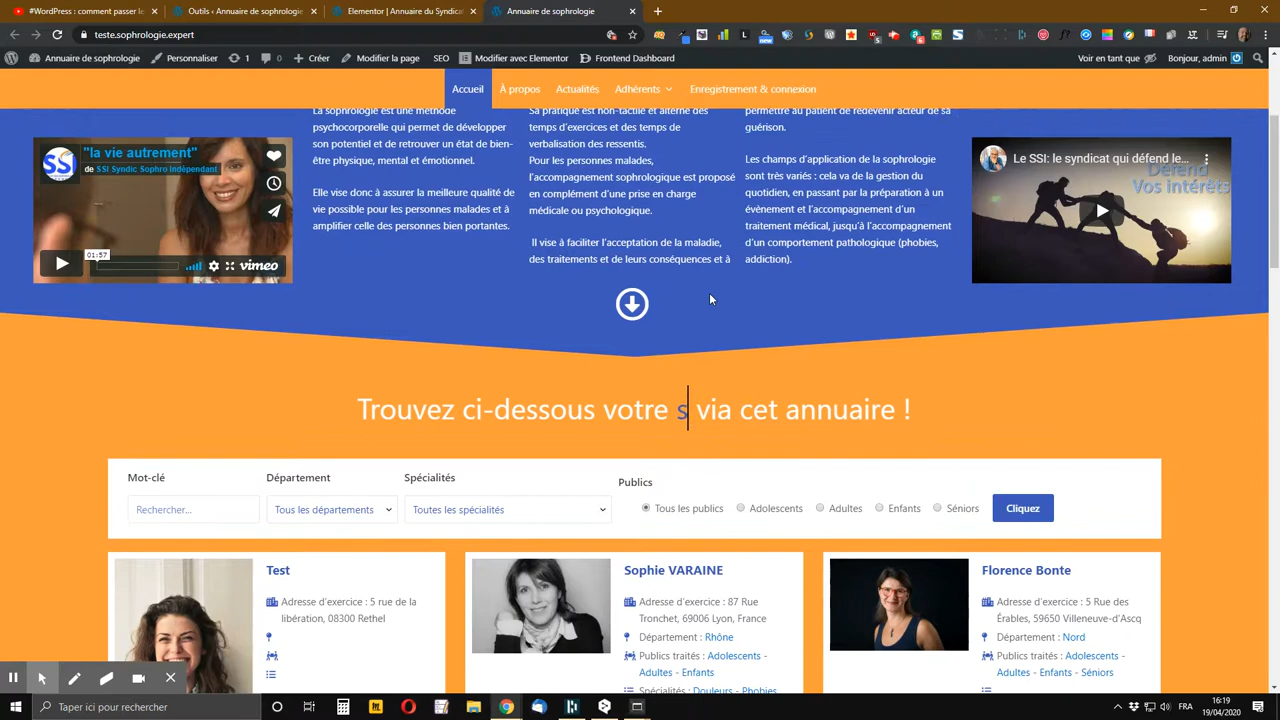 #WordPress : comment passer le
Outils ‹ Annuaire de sophrologie
Elementor | Annuaire du Syndic
Annuaire de sophrologie
teste.sophrologie.expert
Annuaire de sophrologie
Personnaliser
1
0
Créer
Modifier la page
SEO
Modifier avec Elementor
Frontend Dashboard
Voir en tant que
Bonjour, admin
Accueil
À propos
Actualités
Adhérents
Enregistrement & connexion
"la vie autrement"
de SSI Syndic Sophro Indépendant
01:57
vimeo
La sophrologie est une méthode
psychocorporelle qui permet de développer
son potentiel et de retrouver un état de bien-
être physique, mental et émotionnel.
Elle vise donc à assurer la meilleure qualité de
vie possible pour les personnes malades et à
amplifier celle des personnes bien portantes.
Sa pratique est non-tactile et alterne des
temps d'exercices et des temps de
verbalisation des ressentis.
Pour les personnes malades,
l'accompagnement sophrologique est proposé
en complément d'une prise en charge
médicale ou psychologique.
Il vise à faciliter l'acceptation de la maladie,
des traitements et de leurs conséquences et à
permettre au patient de redevenir acteur de sa
guérison.
Les champs d'application de la sophrologie
sont très variés : cela va de la gestion du
quotidien, en passant par la préparation à un
évènement et l'accompagnement d'un
traitement médical, jusqu'à l'accompagnement
d'un comportement pathologique (phobies,
addiction).
Le SSI: le syndicat qui défend le...
Défend
Vos intérêts
Trouvez ci-dessous votre s via cet annuaire !
Mot-clé
Département
Spécialités
Publics
Rechercher...
Tous les départements
Toutes les spécialités
Tous les publics
Adolescents
Adultes
Enfants
Séniors
Cliquez
Test
Adresse d'exercice : 5 rue de la
libération, 08300 Rethel
Sophie VARAINE
Adresse d'exercice : 87 Rue
Tronchet, 69006 Lyon, France
Département : Rhône
Publics traités : Adolescents -
Adultes - Enfants
Spécialités : Douleurs - Phobies
Florence Bonte
Adresse d'exercice : 5 Rue des
Érables, 59650 Villeneuve-d'Ascq
Département : Nord
Publics traités : Adolescents -
Adultes - Enfants - Séniors
Taper ici pour rechercher
FRA
16:19
19/04/2020